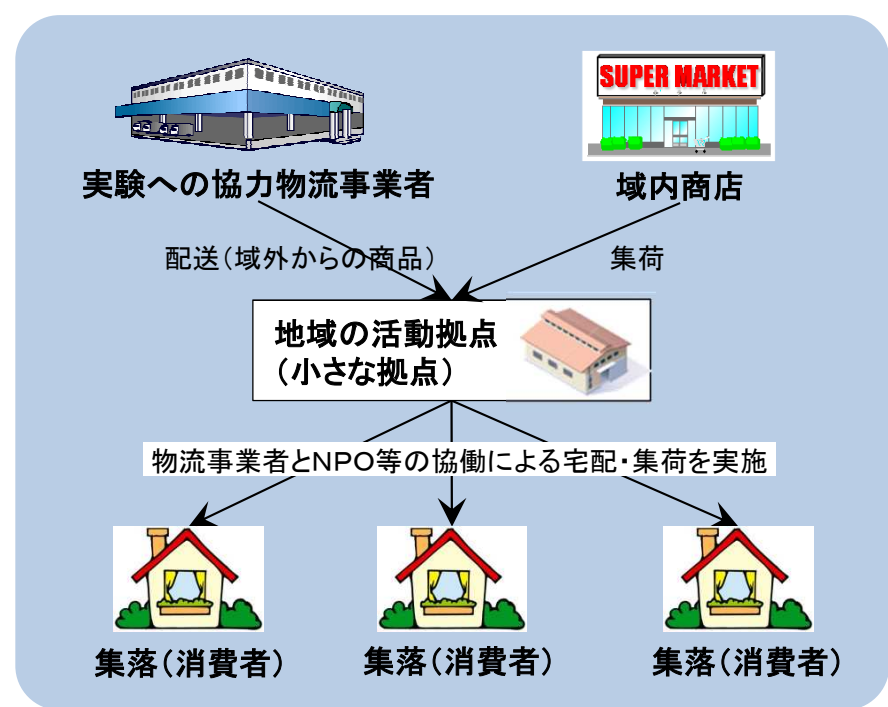 SUPER MARKET
実験への協力物流事業者
域内商店
配送（域外からの商品）
集荷
地域の活動拠点
（小さな拠点）
物流事業者とＮＰＯ等の協働による宅配・集荷を実施
集落（消費者）
集落（消費者）
集落（消費者）